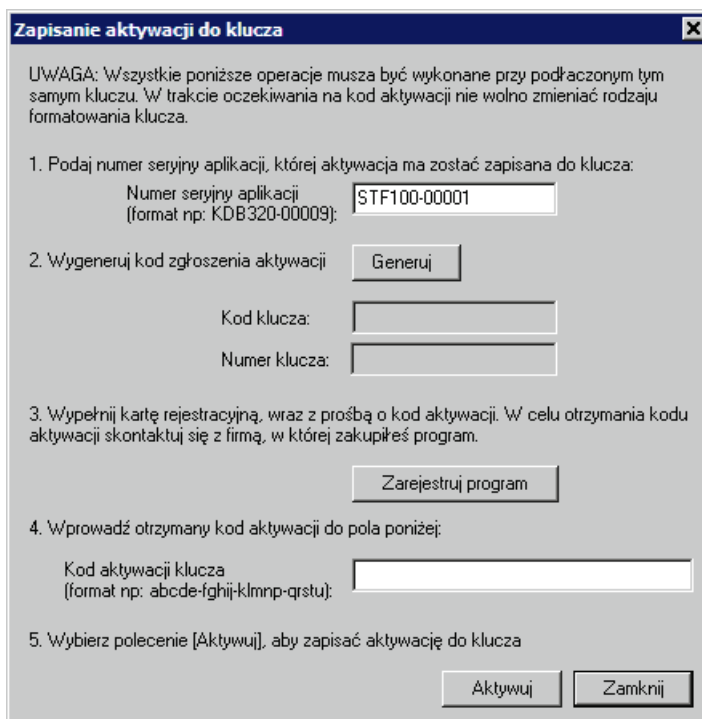 Zapisanie aktywacji do klucza
UWAGA: Wszystkie poniższe operacje musza być wykonane przy podłaczonym tym
samym kluczu. W trakcie oczekiwania na kod aktywacji nie wolno zmieniać rodzaju
formatowania klucza.
1. Podaj numer seryjny aplikacji, której aktywacja ma zostać zapisana do klucza:
Numer seryjny aplikacji
(format np: KDB320-00009):
STF100-00001
2. Wygeneruj kod zgłoszenia aktywacji
Generuj
Kod klucza:
Numer klucza:
3. Wypełnij kartę rejestracyjną, wraz z prośbą o kod aktywacji. W celu otrzymania kodu
aktywacji skontaktuj się z firmą, w której zakupiłeś program.
Zarejestruj program
4. Wprowadź otrzymany kod aktywacji do pola poniżej:
Kod aktywacji klucza
(format np: abcde-fghij-klmnp-qrstu):
5. Wybierz polecenie [Aktywuj], aby zapisać aktywację do klucza
Aktywuj
Zamknij